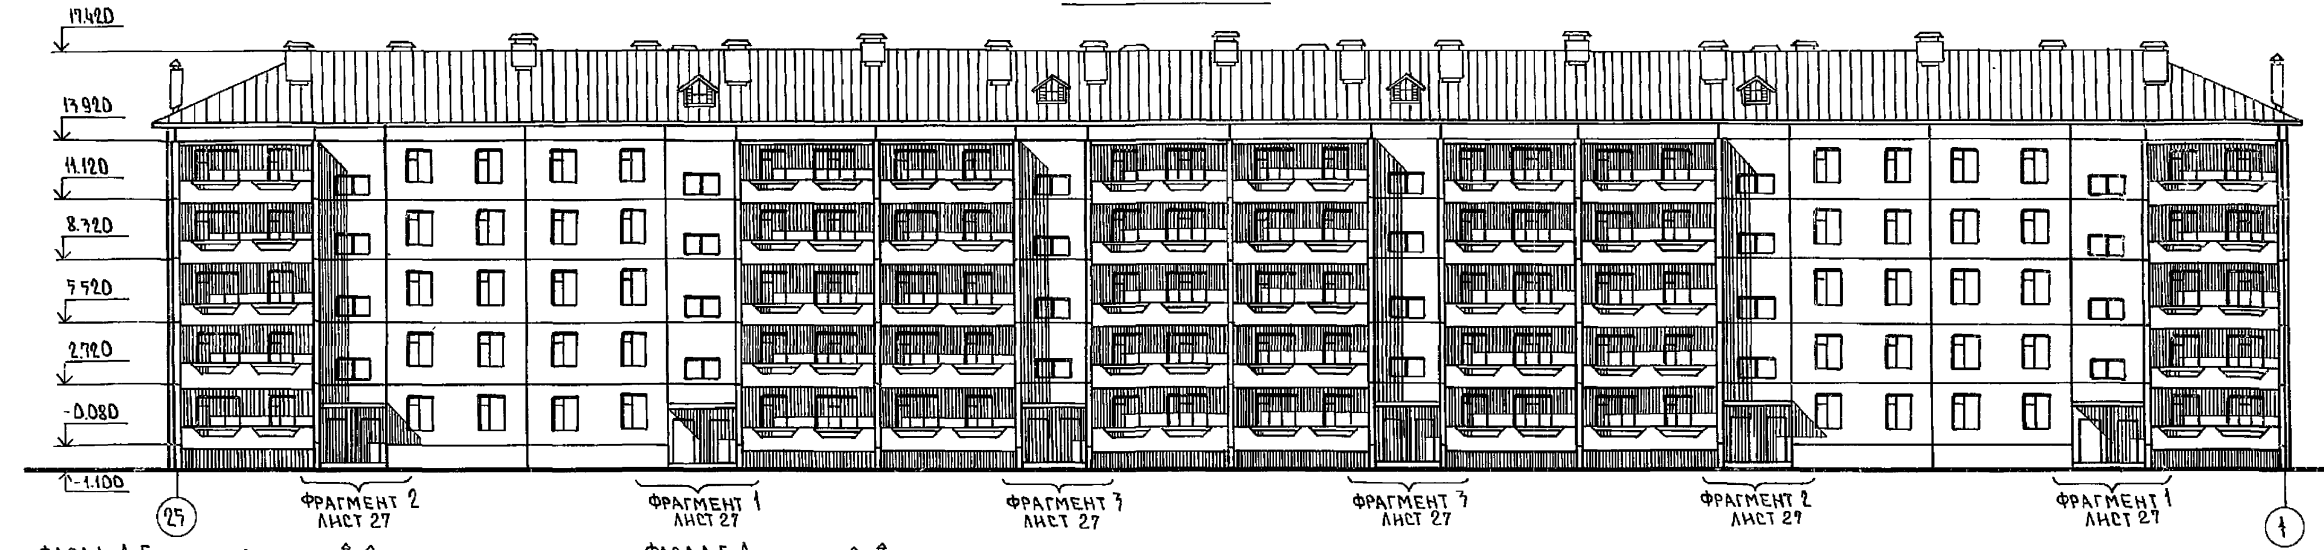 17.420
13.920
11.120
8.320
5.520
2.720
-0.080
-1.100
25
ФРАГМЕНТ 2
ЛИСТ 27
ФРАГМЕНТ 1
ЛИСТ 27
ФРАГМЕНТ 3
ЛИСТ 27
ФРАГМЕНТ 3
ЛИСТ 27
ФРАГМЕНТ 2
ЛИСТ 27
ФРАГМЕНТ 1
ЛИСТ 27
1